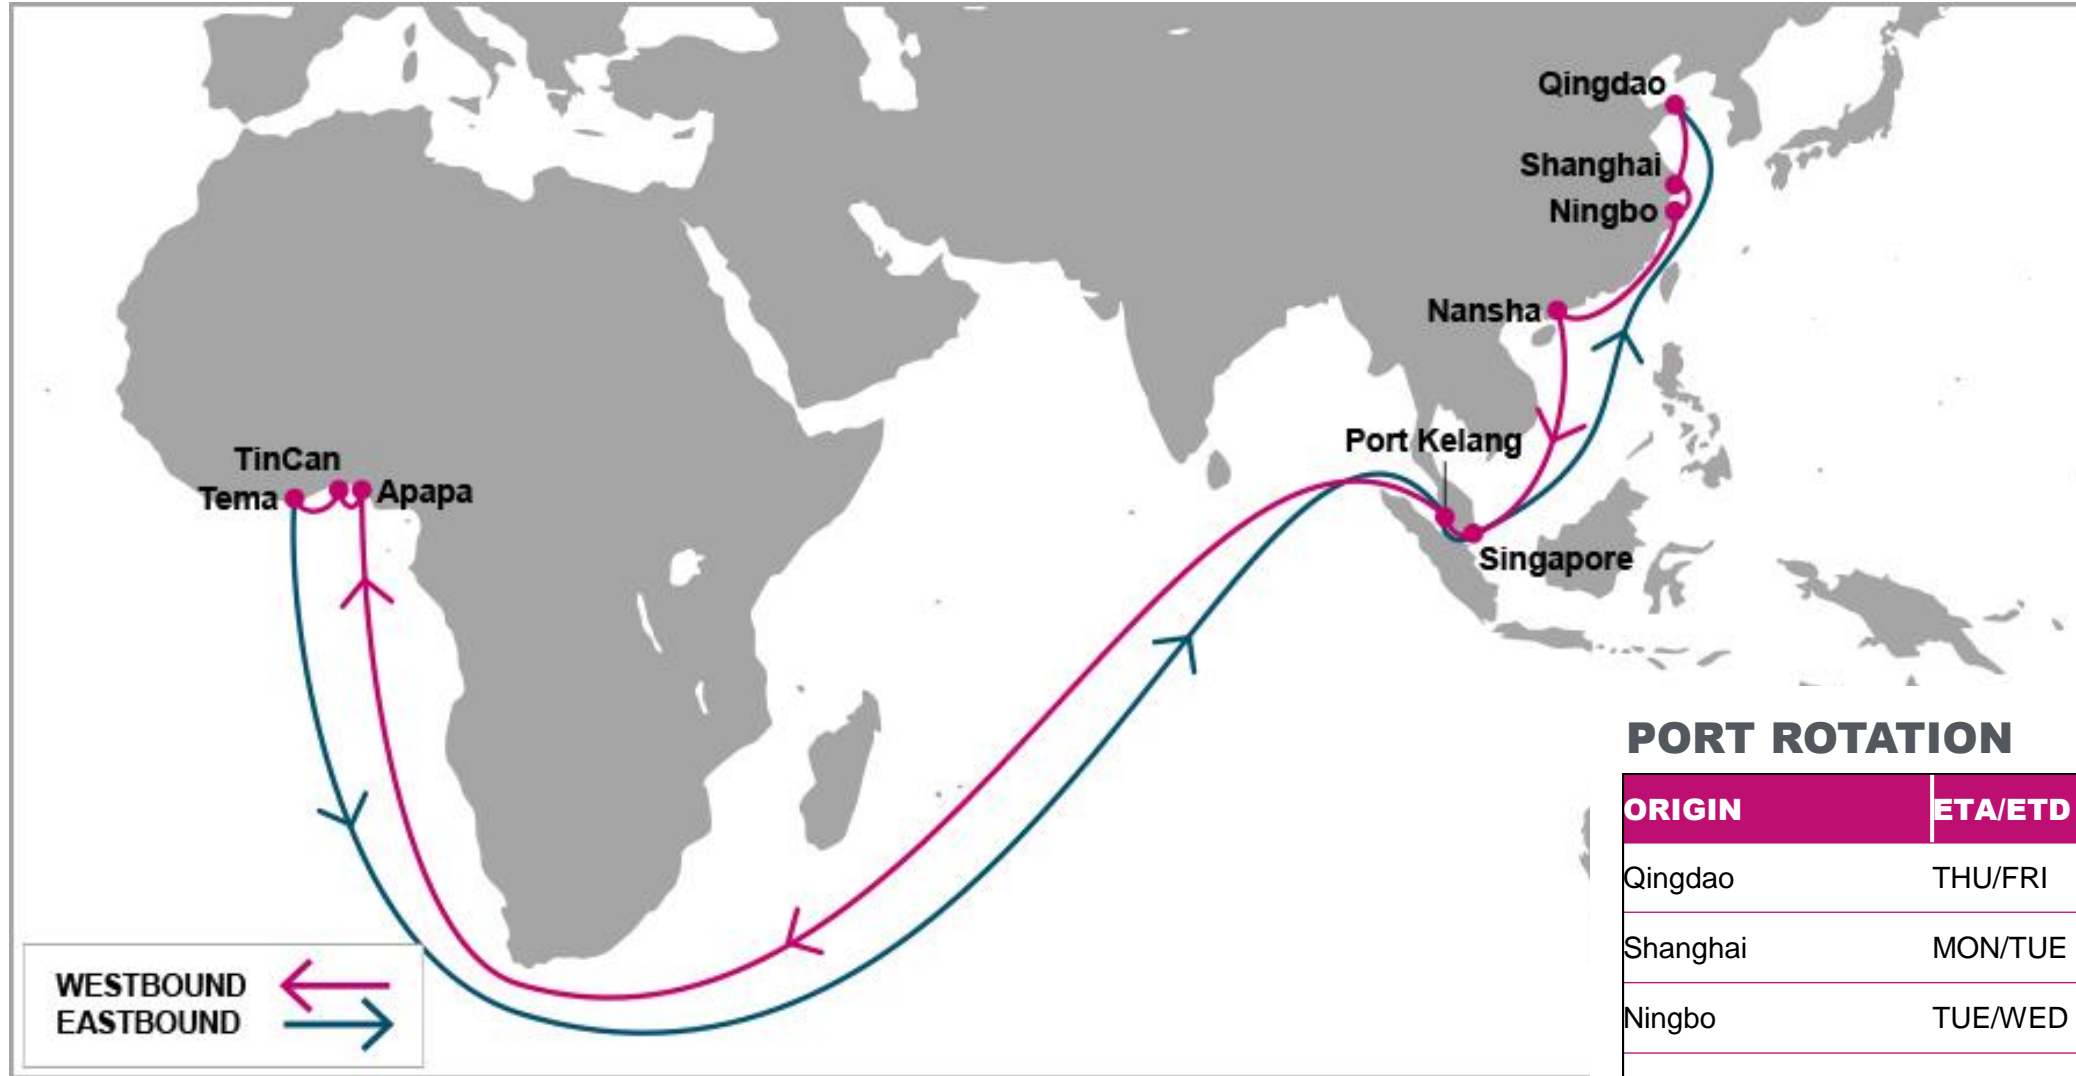 Qingdao
Shanghai
Ningbo
Nansha
Port Kelang
TinCan
Tema
Apapa
Singapore
PORT ROTATION
ORIGIN ETA/ETD
Qingdao THU/FRI
Shanghai MON/TUE
Ningbo TUE/WED
WESTBOUND
EASTBOUND